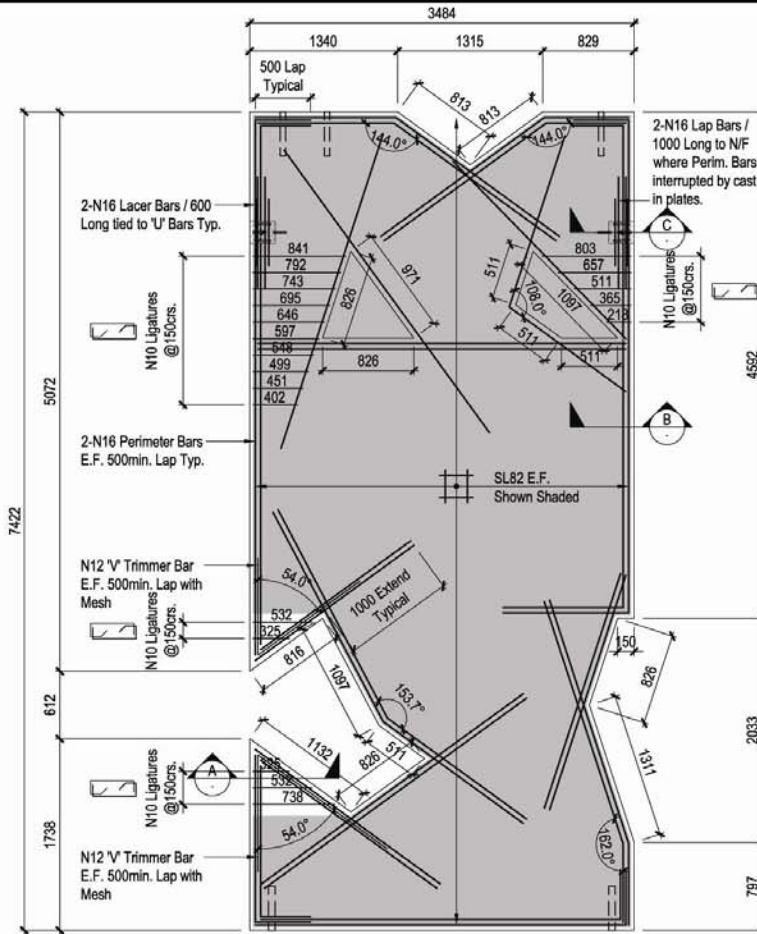 3484
1340
1315
829
500 Lap
Typical
813
813
144.0°
144.0°
2-N16 Lap Bars /
1000 Long to N/F
where Perim. Bars
interrupted by cast
in plates.
2-N16 Lacer Bars / 600
Long tied to 'U' Bars Typ.
C
841
792
743
695
646
597
548
499
451
402
N10 Ligatures
@150crs.
971
826
826
511
108.0°
1097
511
511
803
657
511
365
218
N10 Ligatures
@150crs.
5072
4592
7422
B
2-N16 Perimeter Bars
E.F. 500min. Lap Typ.
SL82 E.F.
Shown Shaded
N12 'V' Trimmer Bar
E.F. 500min. Lap with
Mesh
54.0°
1000 Extend
Typical
532
325
N10 Ligatures
@150crs.
816
1097
153.7°
150
826
612
2033
1311
1132
826
511
A
325
532
738
N10 Ligatures
@150crs.
1738
54.0°
162.0°
N12 'V' Trimmer Bar
E.F. 500min. Lap with
Mesh
797